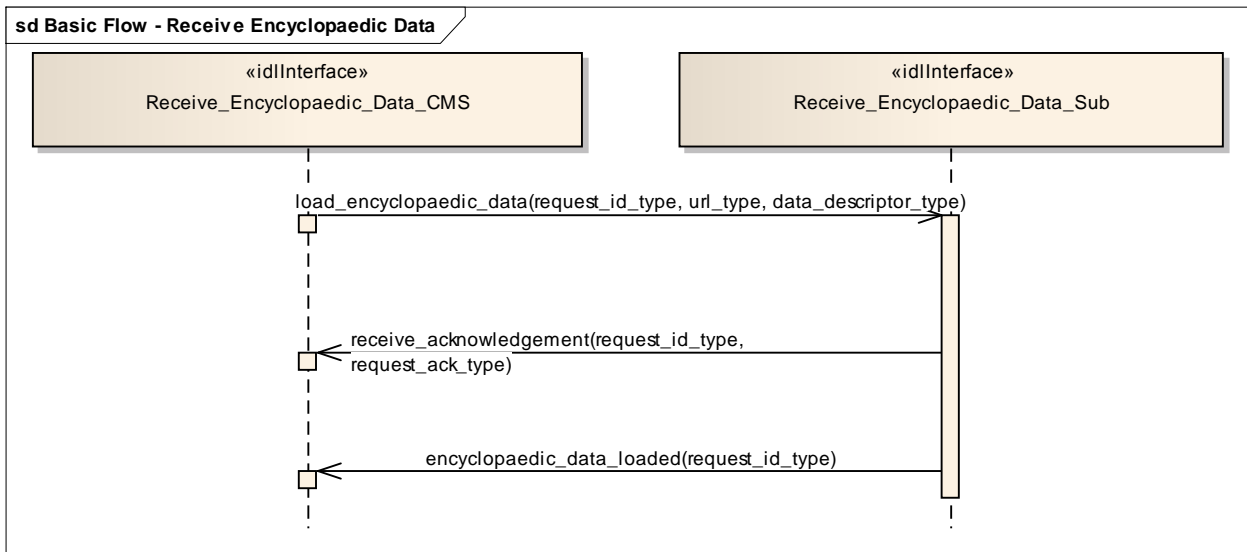 sd Basic Flow - Receive Encyclopaedic Data
«idlInterface»
Receive_Encyclopaedic_Data_CMS
«idlInterface»
Receive_Encyclopaedic_Data_Sub
load_encyclopaedic_data(request_id_type, url_type, data_descriptor_type)
receive_acknowledgement(request_id_type,
request_ack_type)
encyclopaedic_data_loaded(request_id_type)